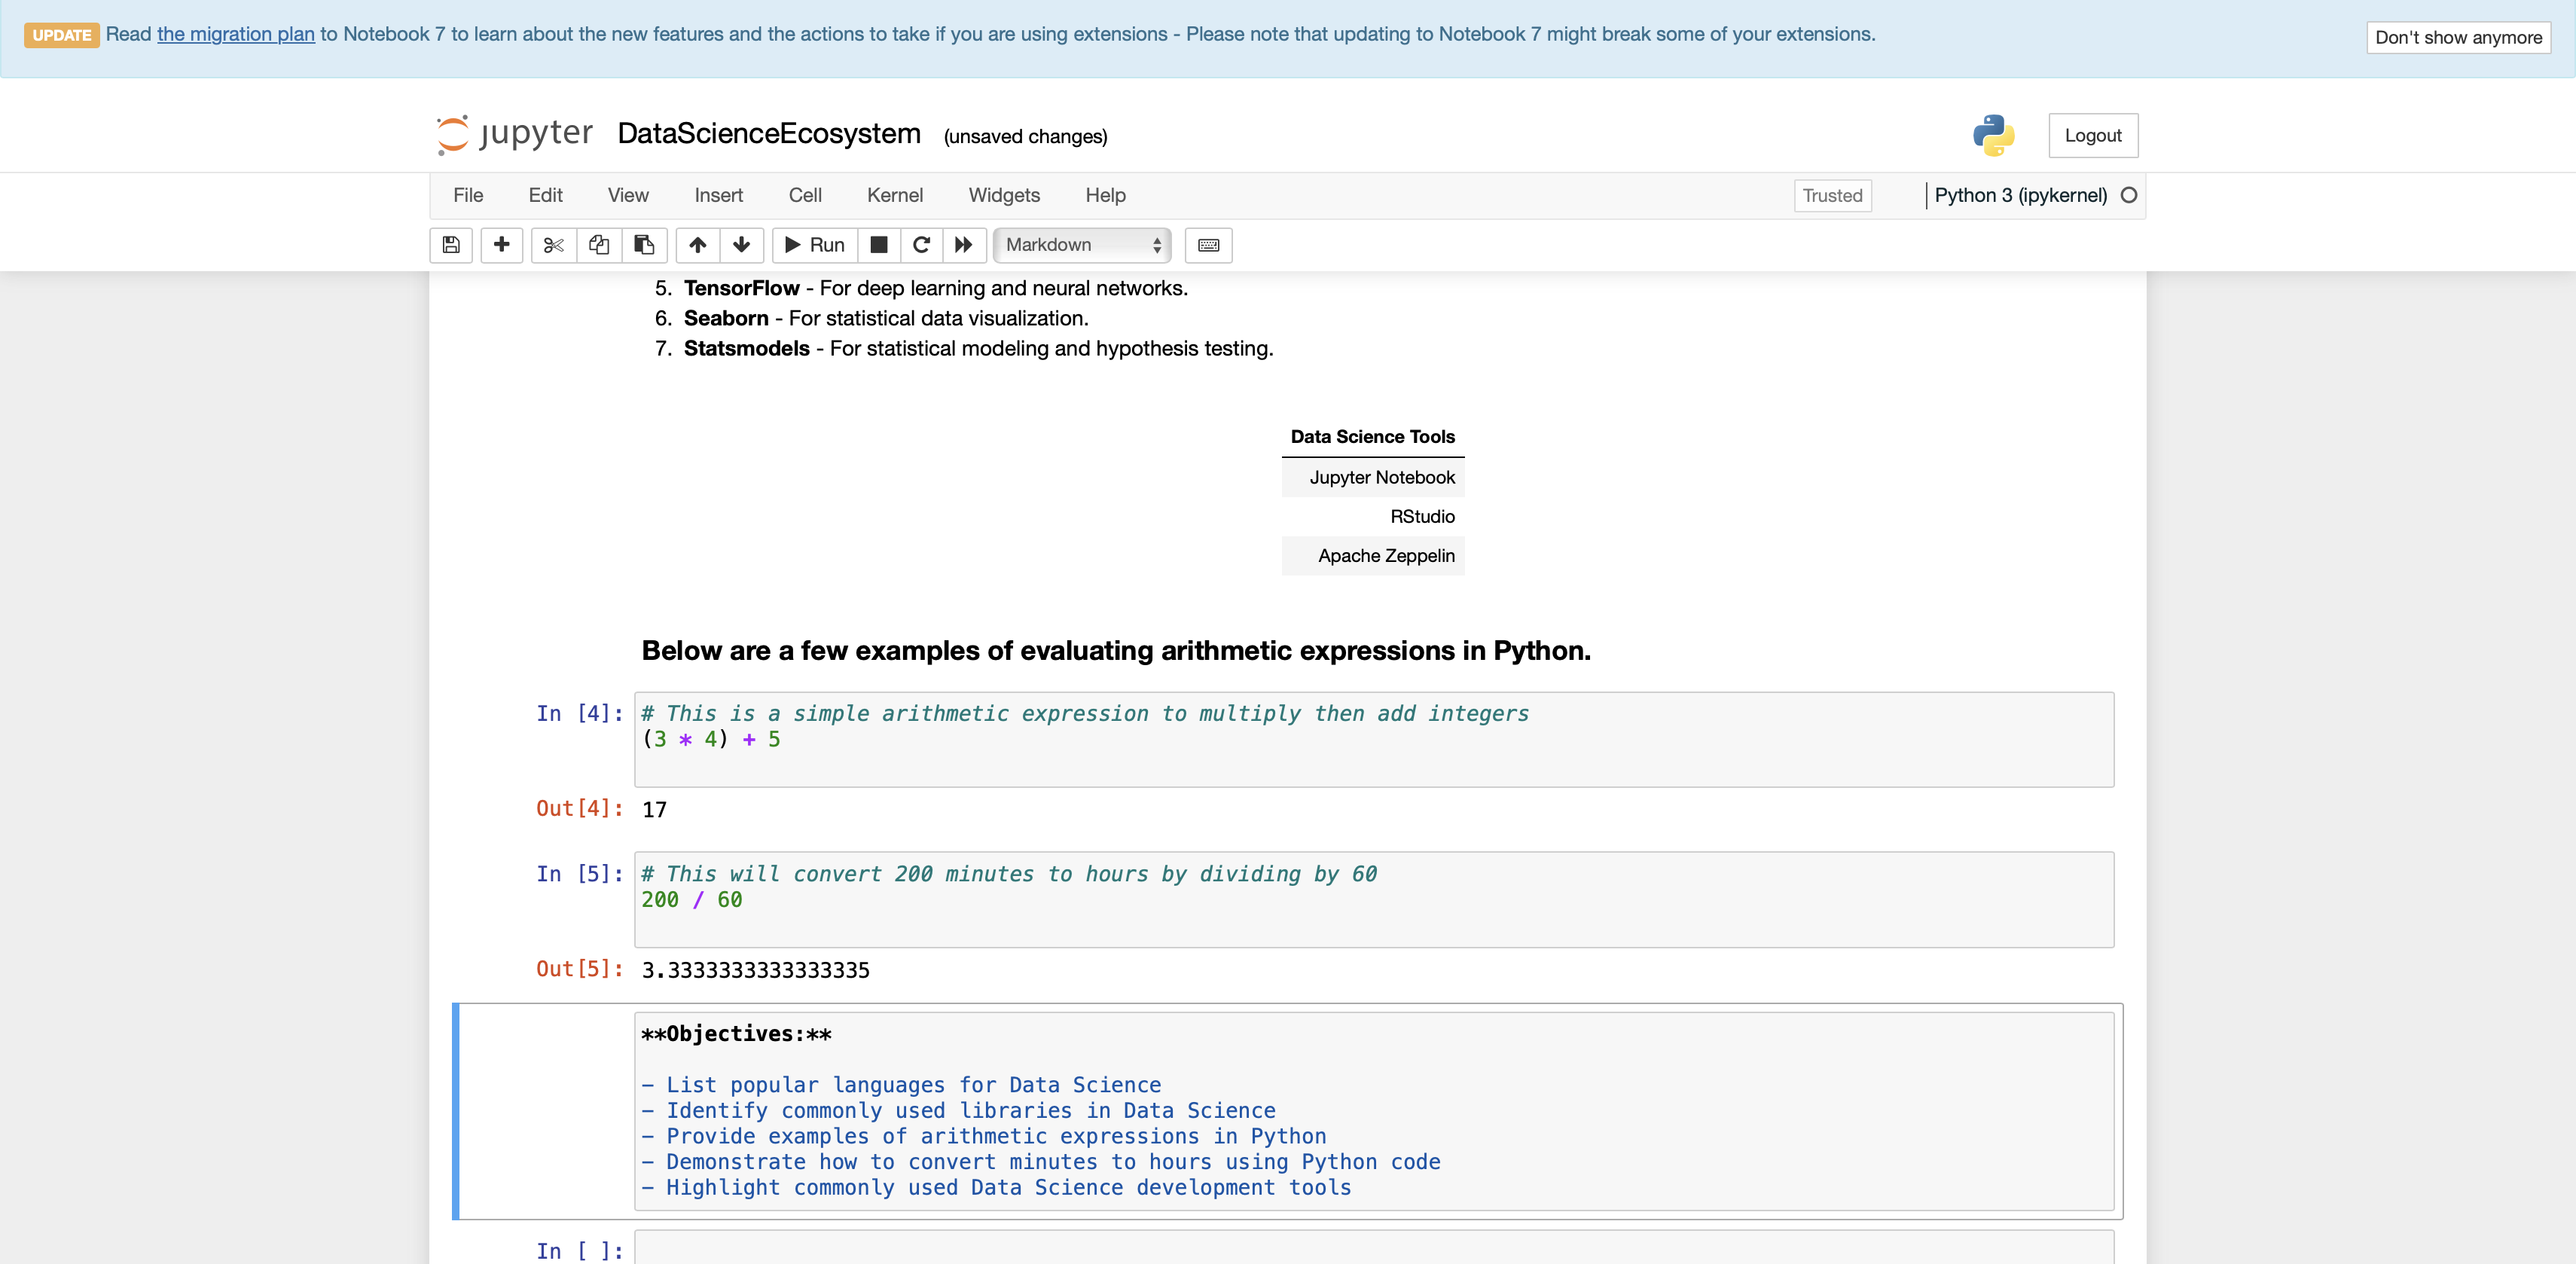 UPDATE Read the migration plan to Notebook 7 to learn about the new features and the actions to take if you are using extensions - Please note that updating to Notebook 7 might break some of your extensions.
Don't show anymore
jupyter DataScienceEcosystem (unsaved changes)
Logout
File Edit View Insert Cell Kernel Widgets Help
Trusted
Python 3 (ipykernel)
Run
Markdown
5. TensorFlow - For deep learning and neural networks.
6. Seaborn - For statistical data visualization.
7. Statsmodels - For statistical modeling and hypothesis testing.
Data Science Tools
Jupyter Notebook
RStudio
Apache Zeppelin
Below are a few examples of evaluating arithmetic expressions in Python.
In [4]: # This is a simple arithmetic expression to multiply then add integers
(3 * 4) + 5
Out[4]: 17
In [5]: # This will convert 200 minutes to hours by dividing by 60
200 / 60
Out[5]: 3.3333333333333335
**Objectives:**
- List popular languages for Data Science
- Identify commonly used libraries in Data Science
- Provide examples of arithmetic expressions in Python
- Demonstrate how to convert minutes to hours using Python code
- Highlight commonly used Data Science development tools
In [ ]: